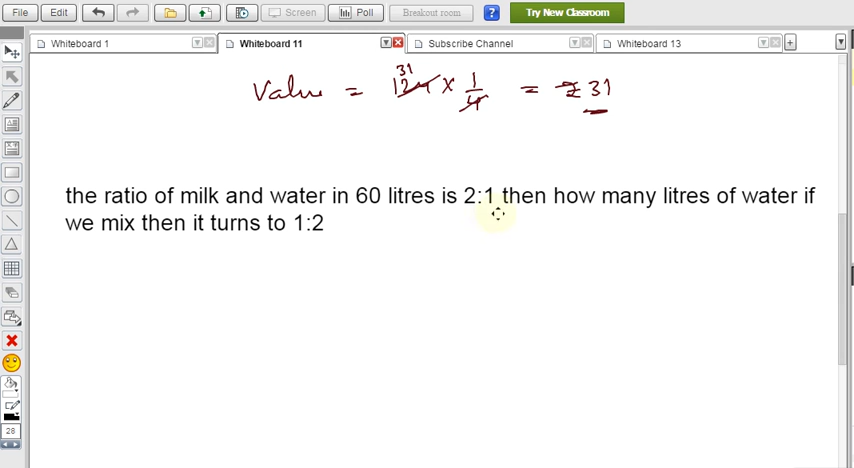 File Edit Screen Poll Breakout room ? Try New Classroom
Whiteboard 1 Whiteboard 11 Subscribe Channel Whiteboard 13
31
Value = 124 × 1/4 = ₹ 31
the ratio of milk and water in 60 litres is 2:1 then how many litres of water if
we mix then it turns to 1:2
28